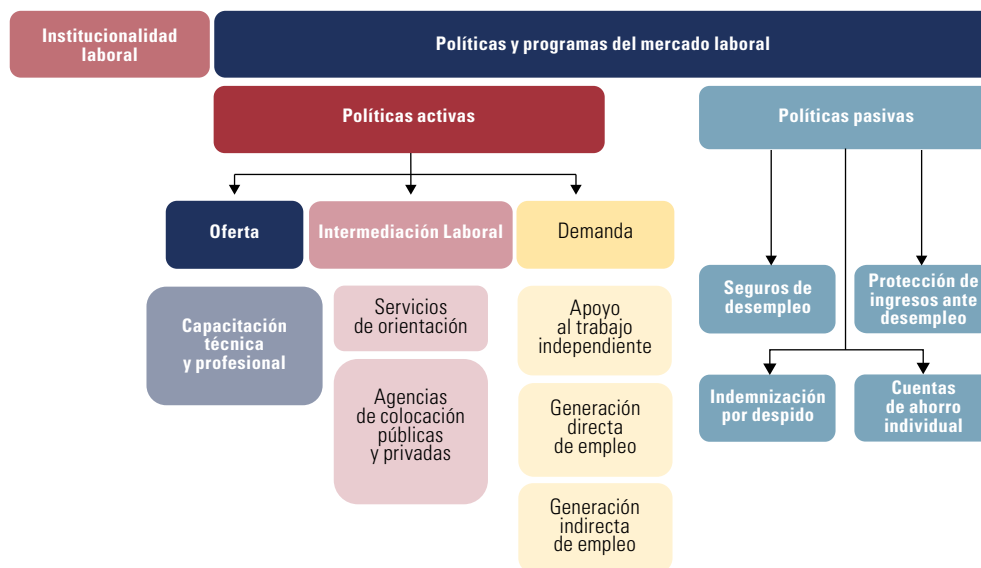 Institucionalidad
laboral
Políticas y programas del mercado laboral
Políticas activas
Políticas pasivas
Oferta
Intermediación Laboral
Demanda
Capacitación
técnica
y profesional
Servicios
de orientación
Agencias
de colocación
públicas
y privadas
Apoyo
al trabajo
independiente
Generación
directa
de empleo
Generación
indirecta
de empleo
Seguros de
desempleo
Protección de
ingresos ante
desempleo
Indemnización
por despido
Cuentas
de ahorro
individual